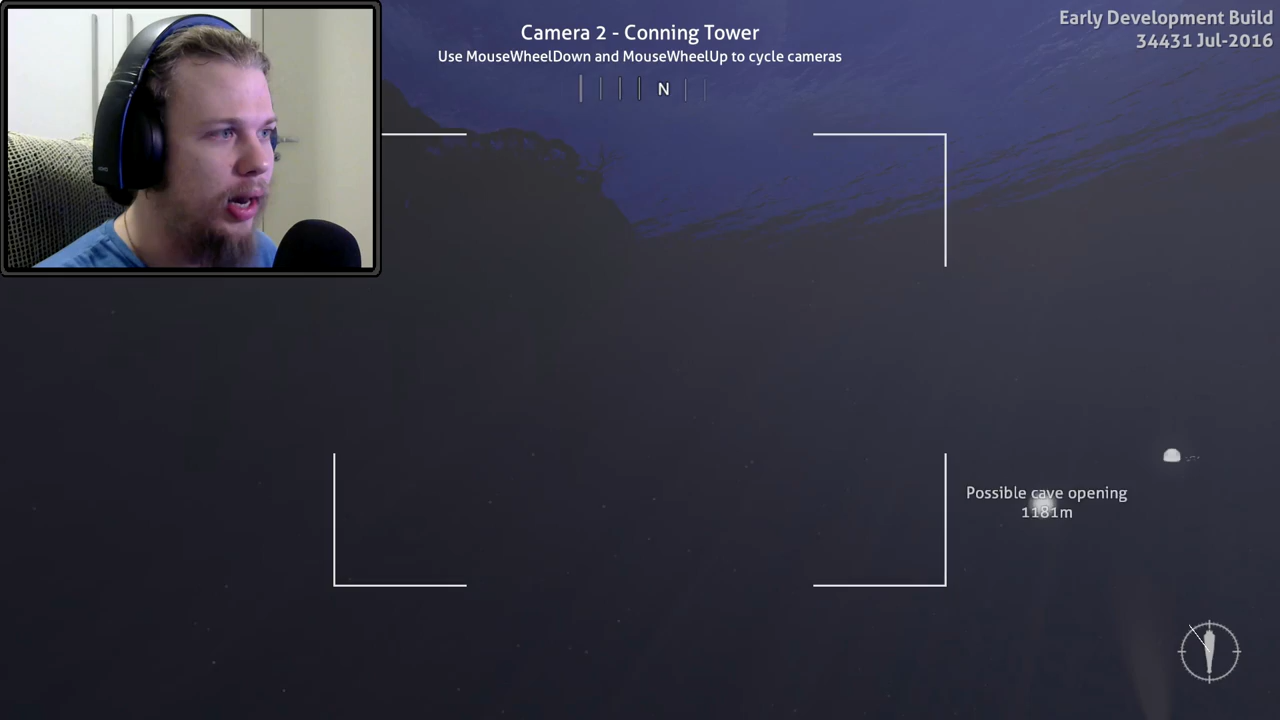 Camera 2 - Conning Tower
Use MouseWheelDown and MouseWheelUp to cycle cameras
N
Early Development Build
34431 Jul-2016
Possible cave opening
1181m